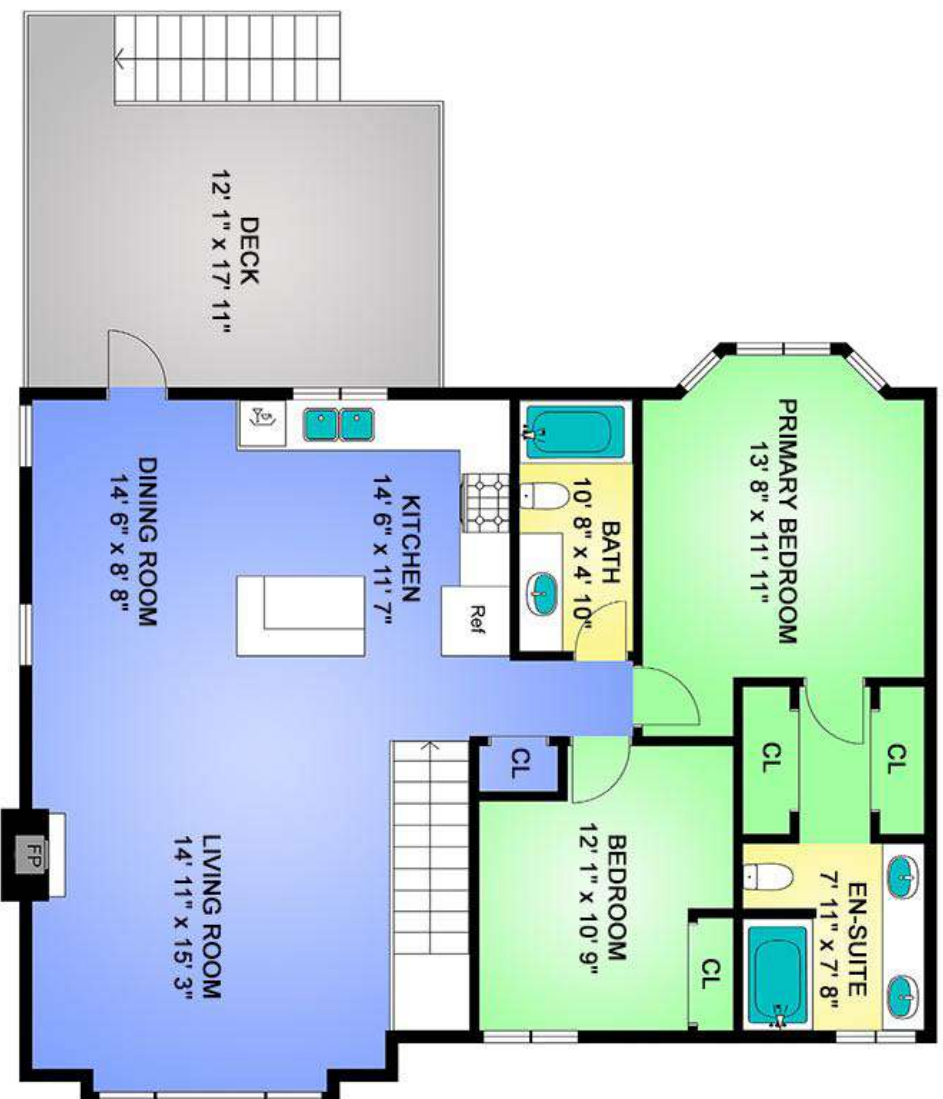 DECK
12' 1" x 17' 11"
DINING ROOM
14' 6" x 8' 8"
KITCHEN
14' 6" x 11' 7"
Ref
BATH
10' 8" x 4' 10"
PRIMARY BEDROOM
13' 8" x 11' 11"
CL
CL
CL
BEDROOM
12' 1" x 10' 9"
CL
EN-SUITE
7' 11" x 7' 8"
LIVING ROOM
14' 11" x 15' 3"
FP